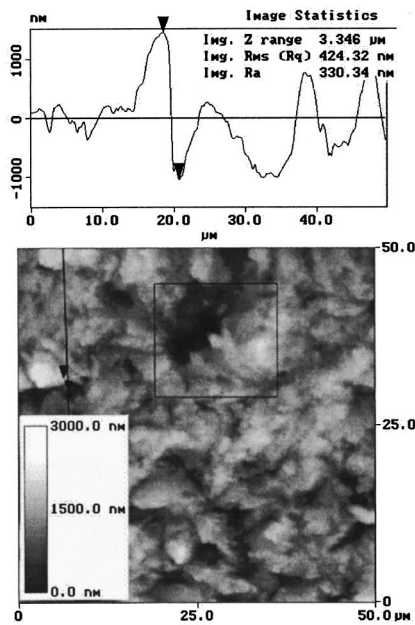 nm
Image Statistics
Img. Z range 3.346 µm
Img. Rms (Rq) 424.32 nm
Img. Ra 330.34 nm
1000
0
-1000
0 10.0 20.0 30.0 40.0
µm
50.0
25.0
0
3000.0 nm
1500.0 nm
0.0 nm
0 25.0 50.0 µm